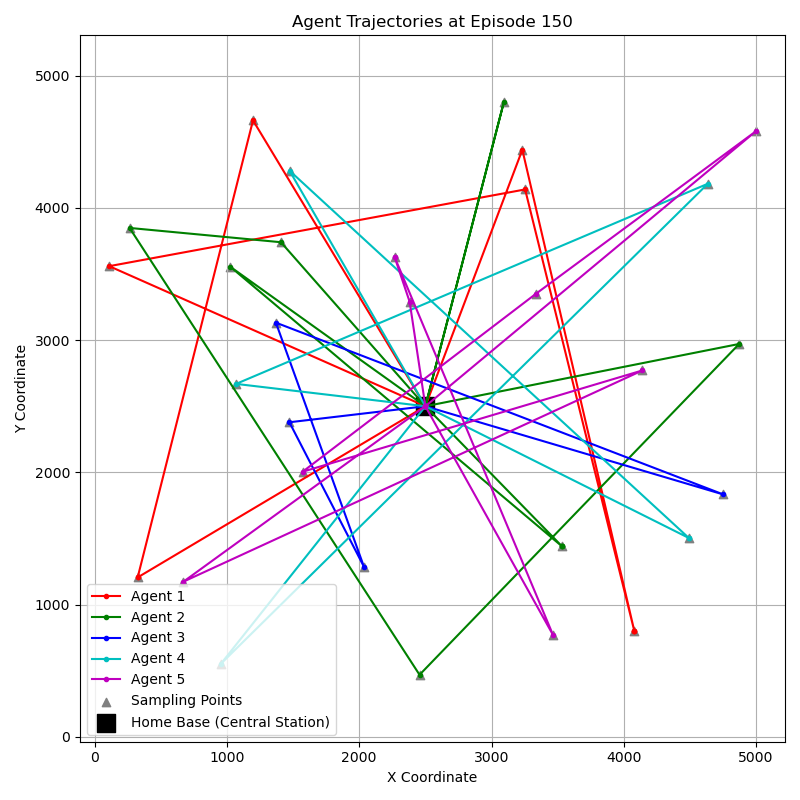 Agent Trajectories at Episode 150
Y Coordinate
5000
4000
3000
2000
1000
0
Agent 1
Agent 2
Agent 3
Agent 4
Agent 5
Sampling Points
Home Base (Central Station)
0 1000 2000 3000 4000 5000
X Coordinate